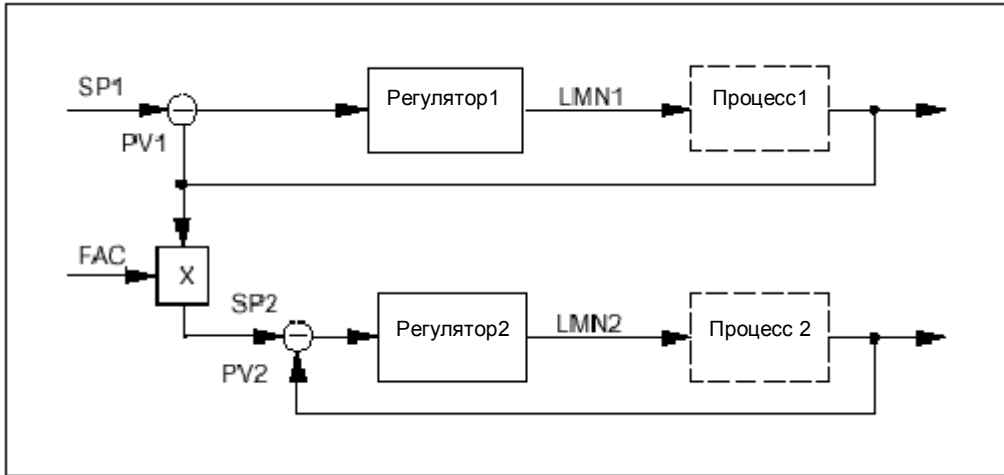 SP1
Регулятор1
LMN1
Процесс1
PV1
FAC
X
SP2
Регулятор2
LMN2
Процесс 2
PV2